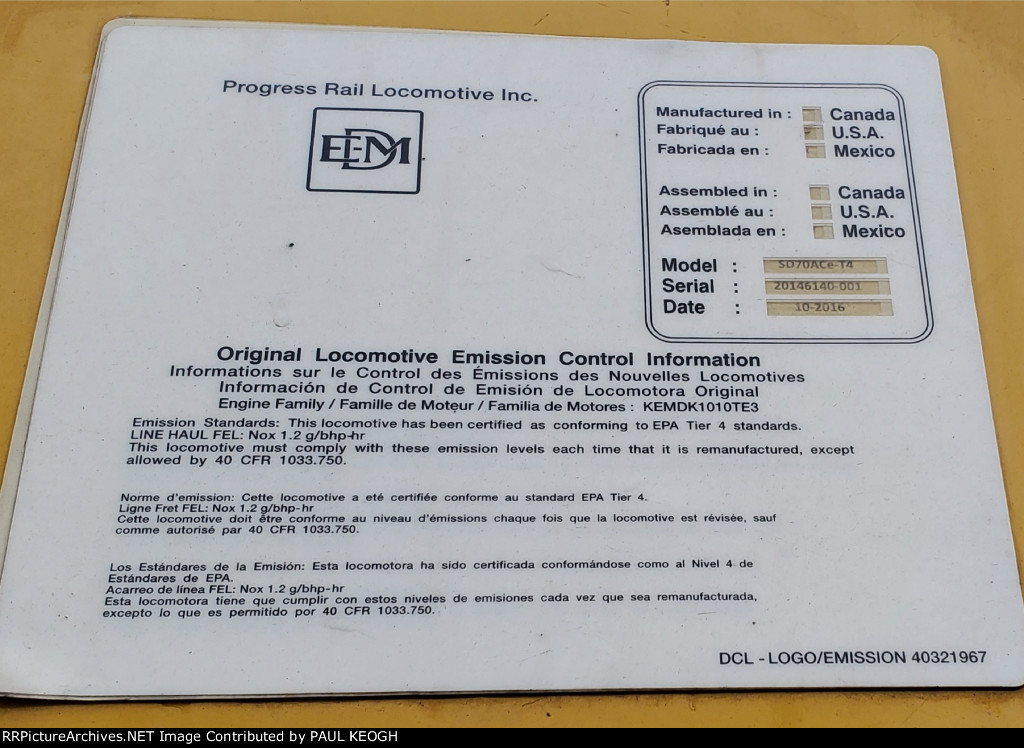 Progress Rail Locomotive Inc.
EMD
Manufactured in : Canada
Fabriqué au : U.S.A.
Fabricada en : Mexico
Assembled in : Canada
Assemblé au : U.S.A.
Asemblada en : Mexico
Model : SD70ACe-T4
Serial : 20146140-001
Date : 10-2016
Original Locomotive Emission Control Information
Informations sur le Control des Émissions des Nouvelles Locomotives
Información de Control de Emisión de Locomotora Original
Engine Family / Famille de Moteur / Familia de Motores : KEMDK1010TE3
Emission Standards: This locomotive has been certified as conforming to EPA Tier 4 standards.
LINE HAUL FEL: Nox 1.2 g/bhp-hr
This locomotive must comply with these emission levels each time that it is remanufactured, except
allowed by 40 CFR 1033.750.
Norme d'emission: Cette locomotive a eté certifiée conforme au standard EPA Tier 4.
Ligne Fret FEL: Nox 1.2 g/bhp-hr
Cette locomotive doit être conforme au niveau d'émissions chaque fois que la locomotive est révisée, sauf
comme autorisé par 40 CFR 1033.750.
Los Estándares de la Emisión: Esta locomotora ha sido certificada conformándose como al Nivel 4 de
Estándares de EPA.
Acarreo de línea FEL: Nox 1.2 g/bhp-hr
Esta locomotora tiene que cumplir con estos niveles de emisiones cada vez que sea remanufacturada,
excepto lo que es permitido por 40 CFR 1033.750.
DCL - LOGO/EMISSION 40321967
RRPictureArchives.NET Image Contributed by PAUL KEOGH